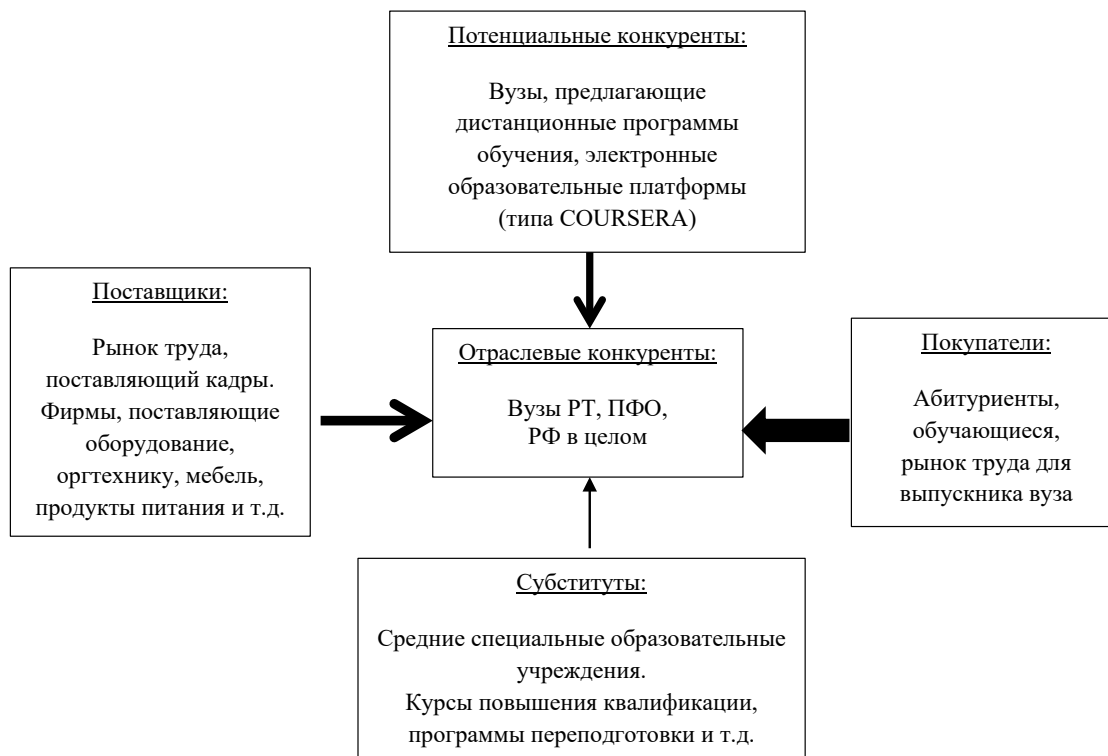 Потенциальные конкуренты:
Вузы, предлагающие
дистанционные программы
обучения, электронные
образовательные платформы
(типа COURSERA)
Поставщики:
Рынок труда,
поставляющий кадры.
Фирмы, поставляющие
оборудование,
оргтехнику, мебель,
продукты питания и т.д.
Отраслевые конкуренты:
Вузы РТ, ПФО,
РФ в целом
Покупатели:
Абитуриенты,
обучающиеся,
рынок труда для
выпускника вуза
Субституты:
Средние специальные образовательные
учреждения.
Курсы повышения квалификации,
программы переподготовки и т.д.